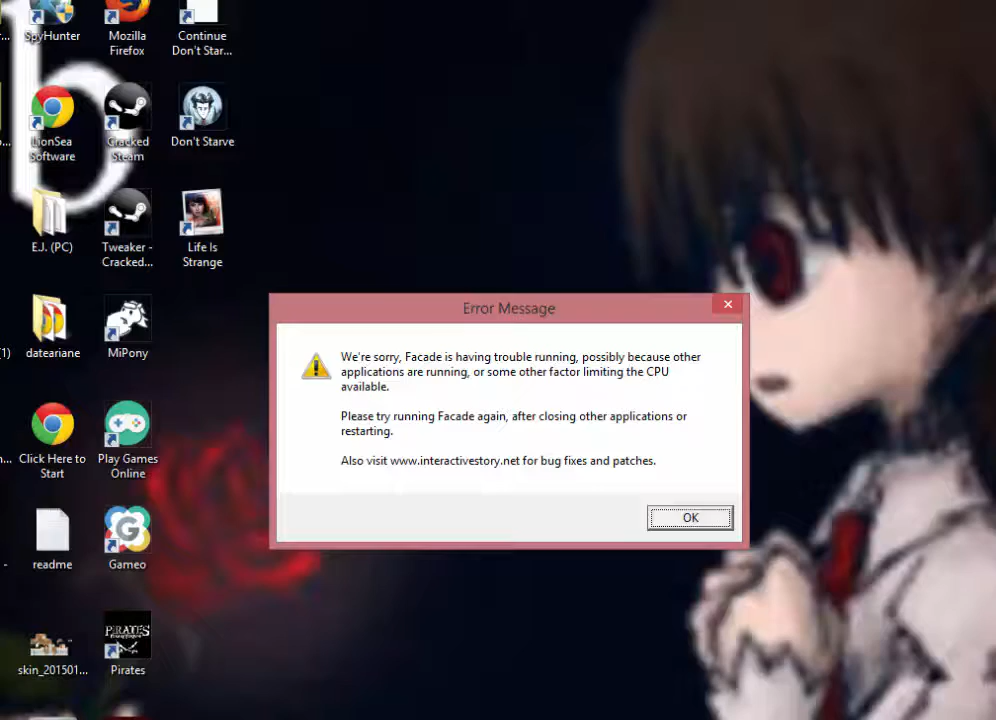 SpyHunter
Mozilla
Firefox
Continue
Don't Star...
LionSea
Software
Cracked
Steam
Don't Starve
E.J. (PC)
Tweaker -
Cracked...
Life Is
Strange
dateariane
MiPony
Click Here to
Start
Play Games
Online
readme
Gameo
skin_201501...
PIRATES
Pirates
b
Error Message
We're sorry, Facade is having trouble running, possibly because other
applications are running, or some other factor limiting the CPU
available.
Please try running Facade again, after closing other applications or
restarting.
Also visit www.interactivestory.net for bug fixes and patches.
OK